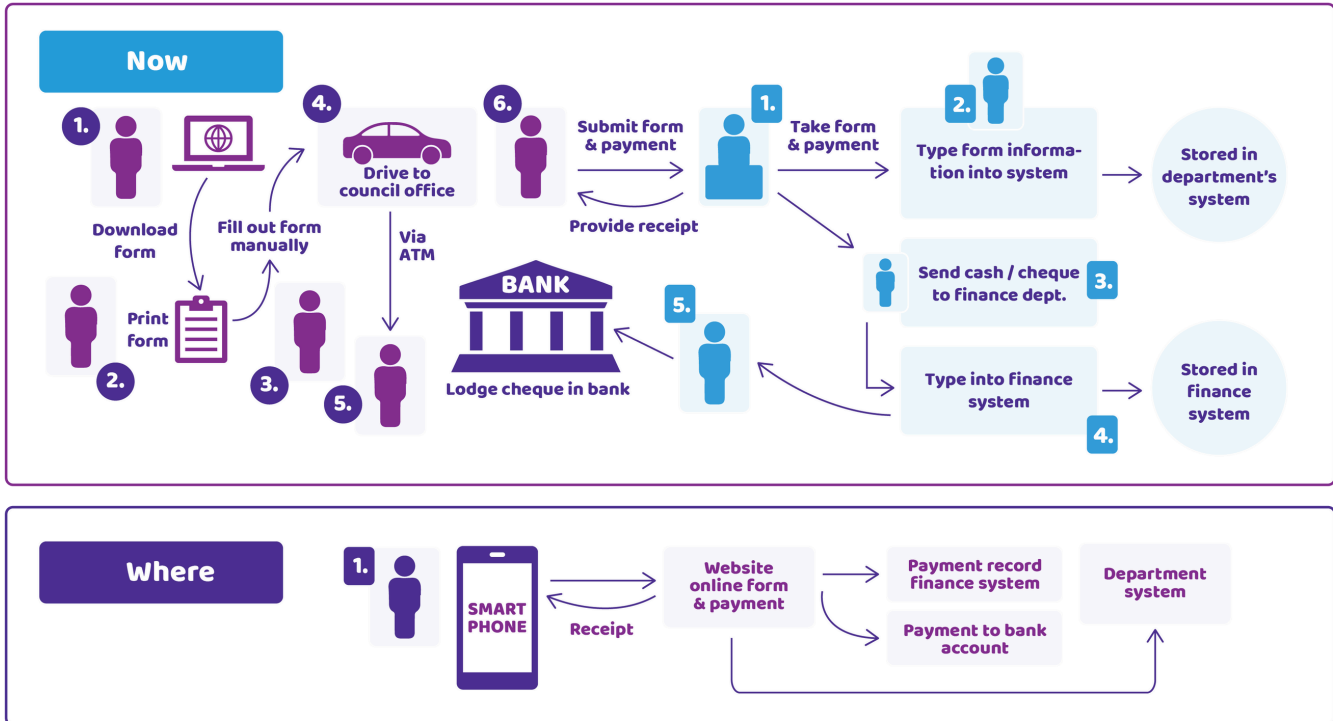 Now
1.
Download
form
2.
Print
form
Fill out form
manually
3.
4.
Drive to
council office
Via
ATM
5.
6.
Submit form
& payment
Provide receipt
1.
Take form
& payment
2.
Type form informa-
tion into system
Stored in
department's
system
Send cash / cheque
to finance dept.
3.
Type into finance
system
4.
Stored in
finance
system
5.
BANK
Lodge cheque in bank
Where
1.
SMART
PHONE
Receipt
Website
online form
& payment
Payment record
finance system
Payment to bank
account
Department
system